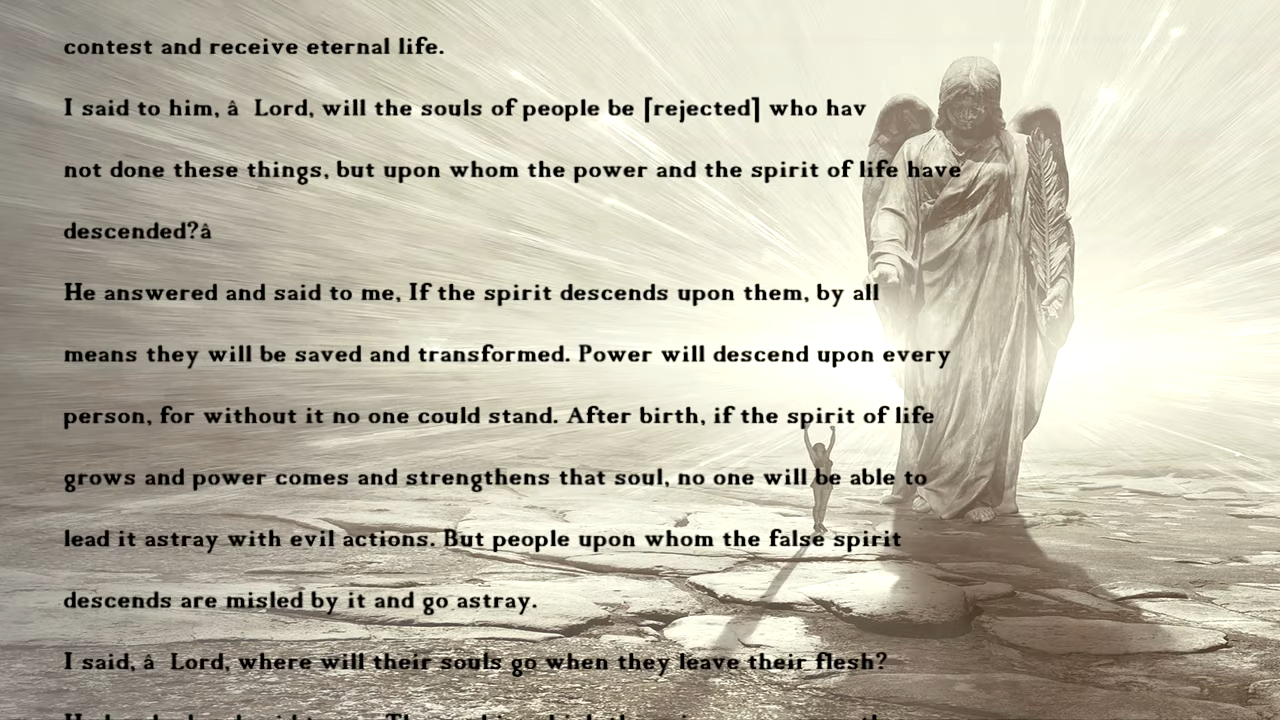 contest and receive eternal life.
I said to him, â Lord, will the souls of people be [rejected] who hav
not done these things, but upon whom the power and the spirit of life have
descended?â
He answered and said to me, If the spirit descends upon them, by all
means they will be saved and transformed. Power will descend upon every
person, for without it no one could stand. After birth, if the spirit of life
grows and power comes and strengthens that soul, no one will be able to
lead it astray with evil actions. But people upon whom the false spirit
descends are misled by it and go astray.
I said, â Lord, where will their souls go when they leave their flesh?